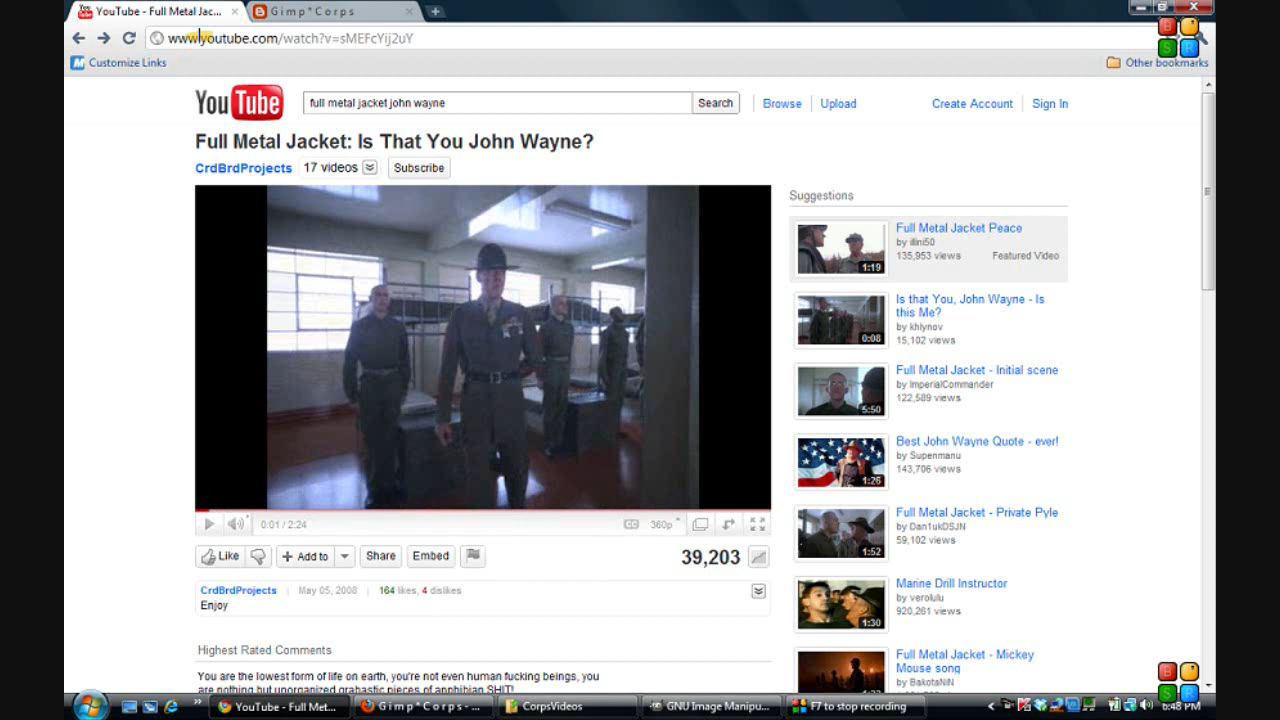 YouTube - Full Metal Jac...
Gimp*Corps
www.youtube.com/watch?v=sMEFcYij2uY
Customize Links
Other bookmarks
YouTube
full metal jacket john wayne
Search
Browse
Upload
Create Account
Sign In
Full Metal Jacket: Is That You John Wayne?
CrdBrdProjects
17 videos
Subscribe
Suggestions
Full Metal Jacket Peace
by illini50
135,953 views
Featured Video
1:19
Is that You, John Wayne - Is
this Me?
by khlynov
15,102 views
0:08
Full Metal Jacket - Initial scene
by ImperialCommander
122,589 views
5:50
Best John Wayne Quote - ever!
by Supenmanu
143,706 views
1:26
Full Metal Jacket - Private Pyle
by Dan1ukDSJN
59,102 views
1:52
Marine Drill Instructor
by verolulu
920,261 views
1:30
Full Metal Jacket - Mickey
Mouse song
by BakotaNiN
0:01 / 2:24
CC
360p
Like
Add to
Share
Embed
39,203
CrdBrdProjects
May 05, 2008
164 likes, 4 dislikes
Enjoy
Highest Rated Comments
You are the lowest form of life on earth, you're not even human fucking beings, you
are nothing but unorganized grabastic pieces of amphibian SHIT!
YouTube - Full Met...
Gimp*Corps - ...
CorpsVideos
GNU Image Manipu...
F7 to stop recording
6:48 PM